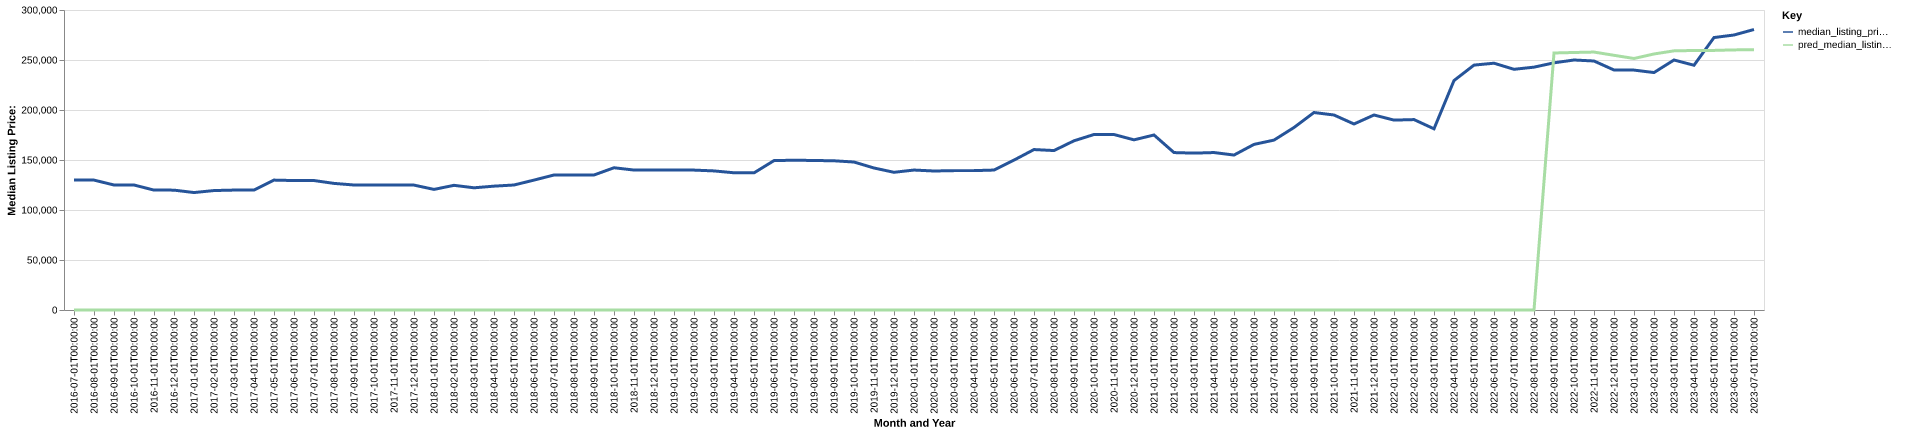 300,000
250,000
200,000
150,000
100,000
50,000
0
Median Listing Price:
2016-07-01T00:00:00
2016-08-01T00:00:00
2016-09-01T00:00:00
2016-10-01T00:00:00
2016-11-01T00:00:00
2016-12-01T00:00:00
2017-01-01T00:00:00
2017-02-01T00:00:00
2017-03-01T00:00:00
2017-04-01T00:00:00
2017-05-01T00:00:00
2017-06-01T00:00:00
2017-07-01T00:00:00
2017-08-01T00:00:00
2017-09-01T00:00:00
2017-10-01T00:00:00
2017-11-01T00:00:00
2017-12-01T00:00:00
2018-01-01T00:00:00
2018-02-01T00:00:00
2018-03-01T00:00:00
2018-04-01T00:00:00
2018-05-01T00:00:00
2018-06-01T00:00:00
2018-07-01T00:00:00
2018-08-01T00:00:00
2018-09-01T00:00:00
2018-10-01T00:00:00
2018-11-01T00:00:00
2018-12-01T00:00:00
2019-01-01T00:00:00
2019-02-01T00:00:00
2019-03-01T00:00:00
2019-04-01T00:00:00
2019-05-01T00:00:00
2019-06-01T00:00:00
2019-07-01T00:00:00
2019-08-01T00:00:00
2019-09-01T00:00:00
2019-10-01T00:00:00
2019-11-01T00:00:00
2019-12-01T00:00:00
2020-01-01T00:00:00
2020-02-01T00:00:00
2020-03-01T00:00:00
2020-04-01T00:00:00
2020-05-01T00:00:00
2020-06-01T00:00:00
2020-07-01T00:00:00
2020-08-01T00:00:00
2020-09-01T00:00:00
2020-10-01T00:00:00
2020-11-01T00:00:00
2020-12-01T00:00:00
2021-01-01T00:00:00
2021-02-01T00:00:00
2021-03-01T00:00:00
2021-04-01T00:00:00
2021-05-01T00:00:00
2021-06-01T00:00:00
2021-07-01T00:00:00
2021-08-01T00:00:00
2021-09-01T00:00:00
2021-10-01T00:00:00
2021-11-01T00:00:00
2021-12-01T00:00:00
2022-01-01T00:00:00
2022-02-01T00:00:00
2022-03-01T00:00:00
2022-04-01T00:00:00
2022-05-01T00:00:00
2022-06-01T00:00:00
2022-07-01T00:00:00
2022-08-01T00:00:00
2022-09-01T00:00:00
2022-10-01T00:00:00
2022-11-01T00:00:00
2022-12-01T00:00:00
2023-01-01T00:00:00
2023-02-01T00:00:00
2023-03-01T00:00:00
2023-04-01T00:00:00
2023-05-01T00:00:00
2023-06-01T00:00:00
2023-07-01T00:00:00
Month and Year
Key
median_listing_pri…
pred_median_listin…